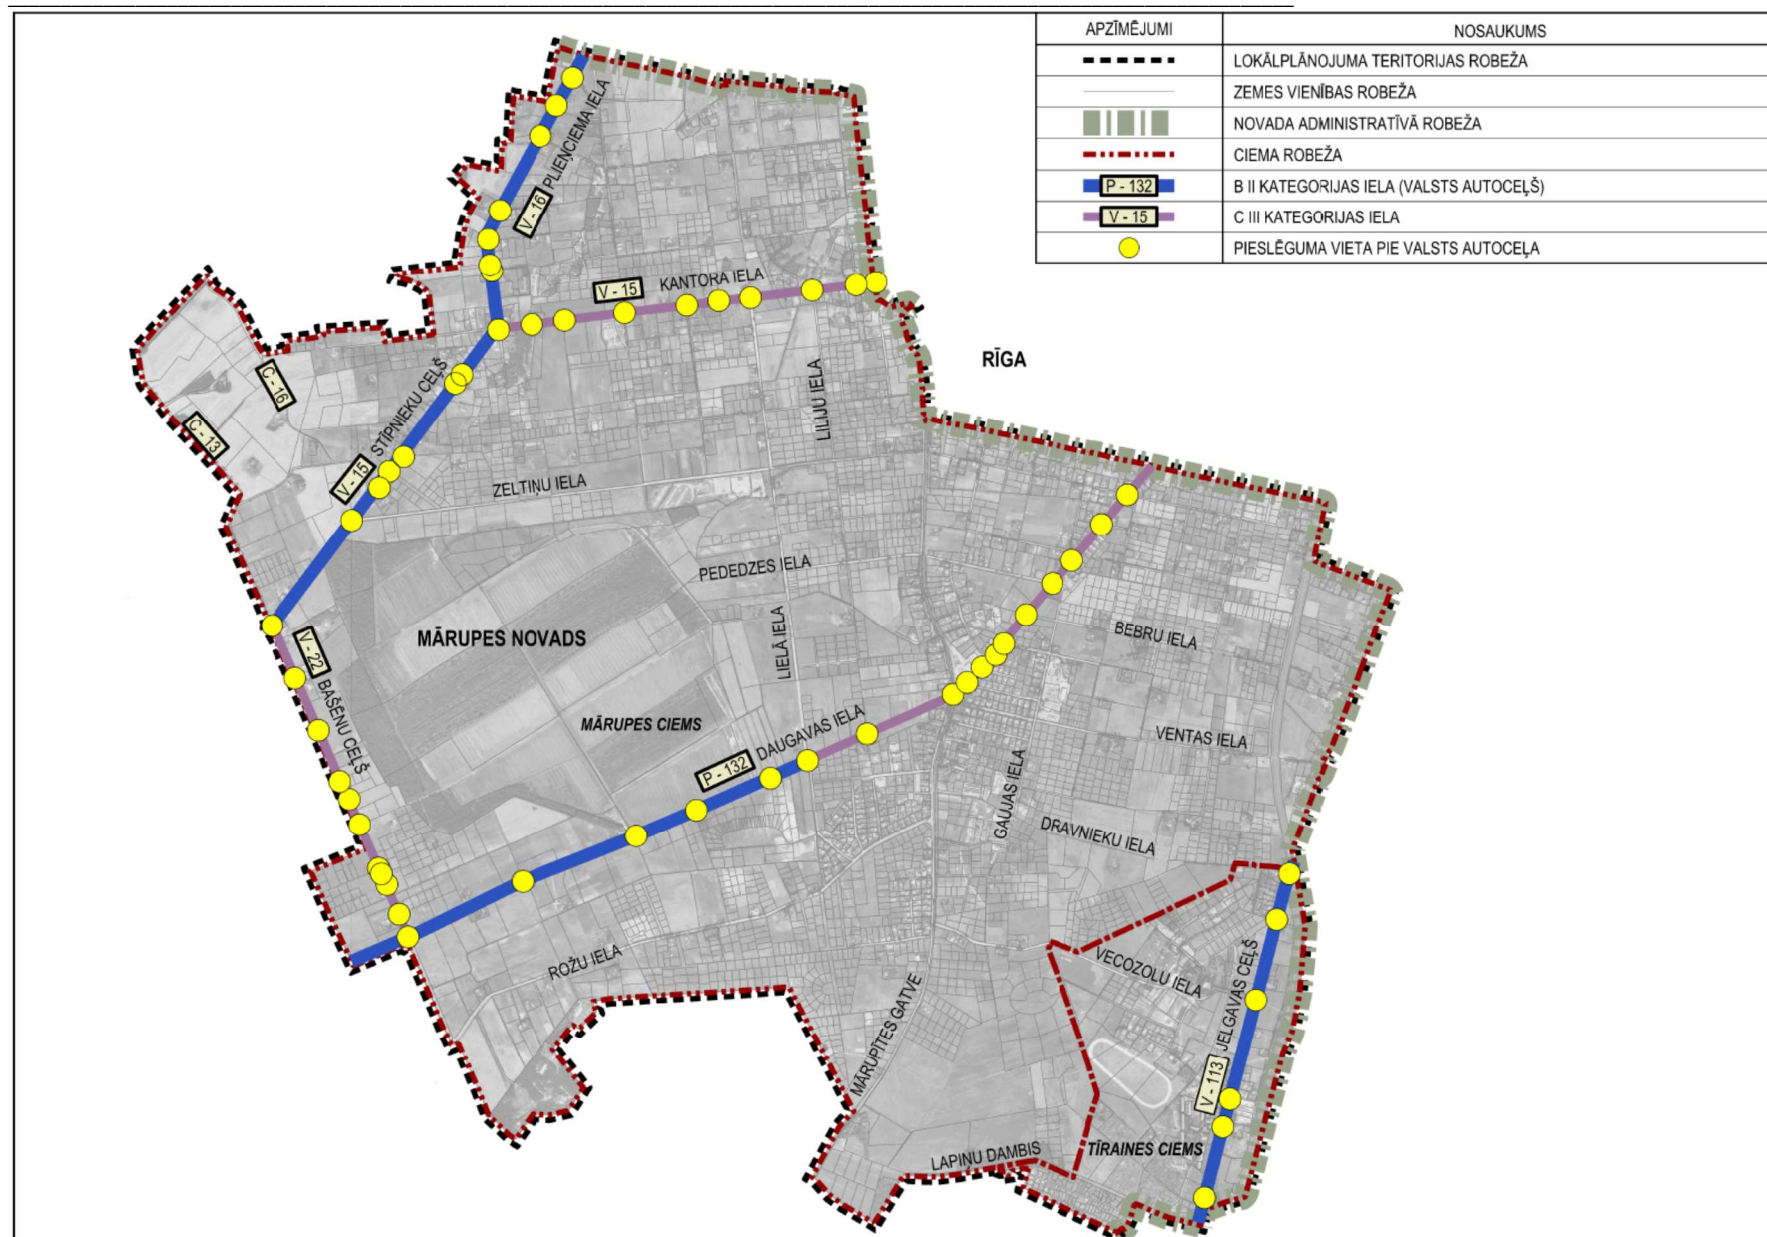 APZĪMĒJUMI NOSAUKUMS
LOKĀLPLĀNOJUMA TERITORIJAS ROBEŽA
ZEMES VIENĪBAS ROBEŽA
NOVADA ADMINISTRATĪVĀ ROBEŽA
CIEMA ROBEŽA
P - 132 B II KATEGORIJAS IELA (VALSTS AUTOCEĻŠ)
V - 15 C III KATEGORIJAS IELA
PIESLĒGUMA VIETA PIE VALSTS AUTOCEĻA
PLIEŅCIEMA IELA
V - 16
KANTORA IELA
V - 15
RĪGA
C - 16
C - 13
STĪPNIEKU CEĻŠ
V - 15
LILIJU IELA
ZELTIŅU IELA
PEDEDZES IELA
LIELĀ IELA
MĀRUPES NOVADS
BEBRU IELA
V - 22
BAŠĒNU CEĻŠ
MĀRUPES CIEMS
DAUGAVAS IELA
P - 132
VENTAS IELA
GAUJAS IELA
DRAVNIEKU IELA
ROŽU IELA
VECOZOLU IELA
JELGAVAS CEĻŠ
V - 113
MĀRUPĪTES GATVE
TĪRAINES CIEMS
LAPIŅU DAMBIS